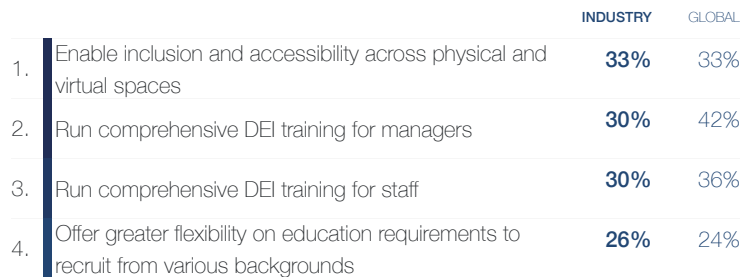 INDUSTRY GLOBAL
1. Enable inclusion and accessibility across physical and
virtual spaces 33% 33%
2. Run comprehensive DEI training for managers 30% 42%
3. Run comprehensive DEI training for staff 30% 36%
4. Offer greater flexibility on education requirements to
recruit from various backgrounds 26% 24%